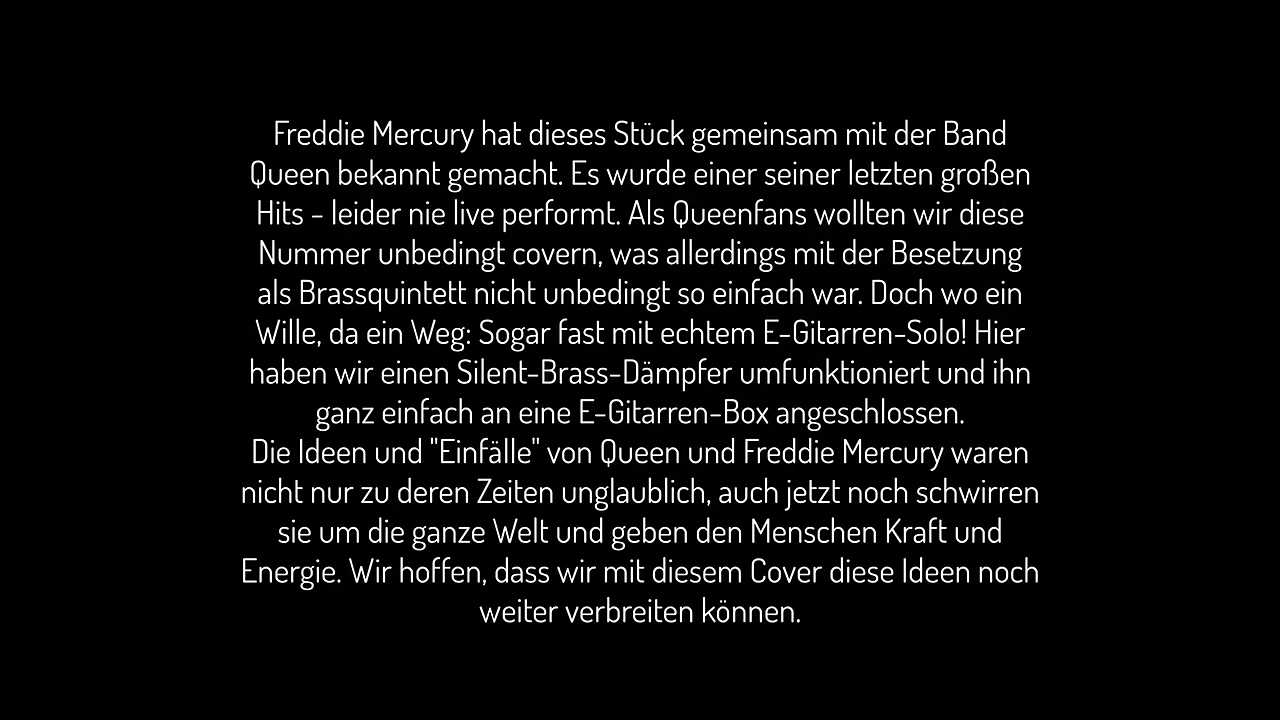 Freddie Mercury hat dieses Stück gemeinsam mit der Band
Queen bekannt gemacht. Es wurde einer seiner letzten großen
Hits – leider nie live performt. Als Queenfans wollten wir diese
Nummer unbedingt covern, was allerdings mit der Besetzung
als Brassquintett nicht unbedingt so einfach war. Doch wo ein
Wille, da ein Weg: Sogar fast mit echtem E-Gitarren-Solo! Hier
haben wir einen Silent-Brass-Dämpfer umfunktioniert und ihn
ganz einfach an eine E-Gitarren-Box angeschlossen.
Die Ideen und "Einfälle" von Queen und Freddie Mercury waren
nicht nur zu deren Zeiten unglaublich, auch jetzt noch schwirren
sie um die ganze Welt und geben den Menschen Kraft und
Energie. Wir hoffen, dass wir mit diesem Cover diese Ideen noch
weiter verbreiten können.